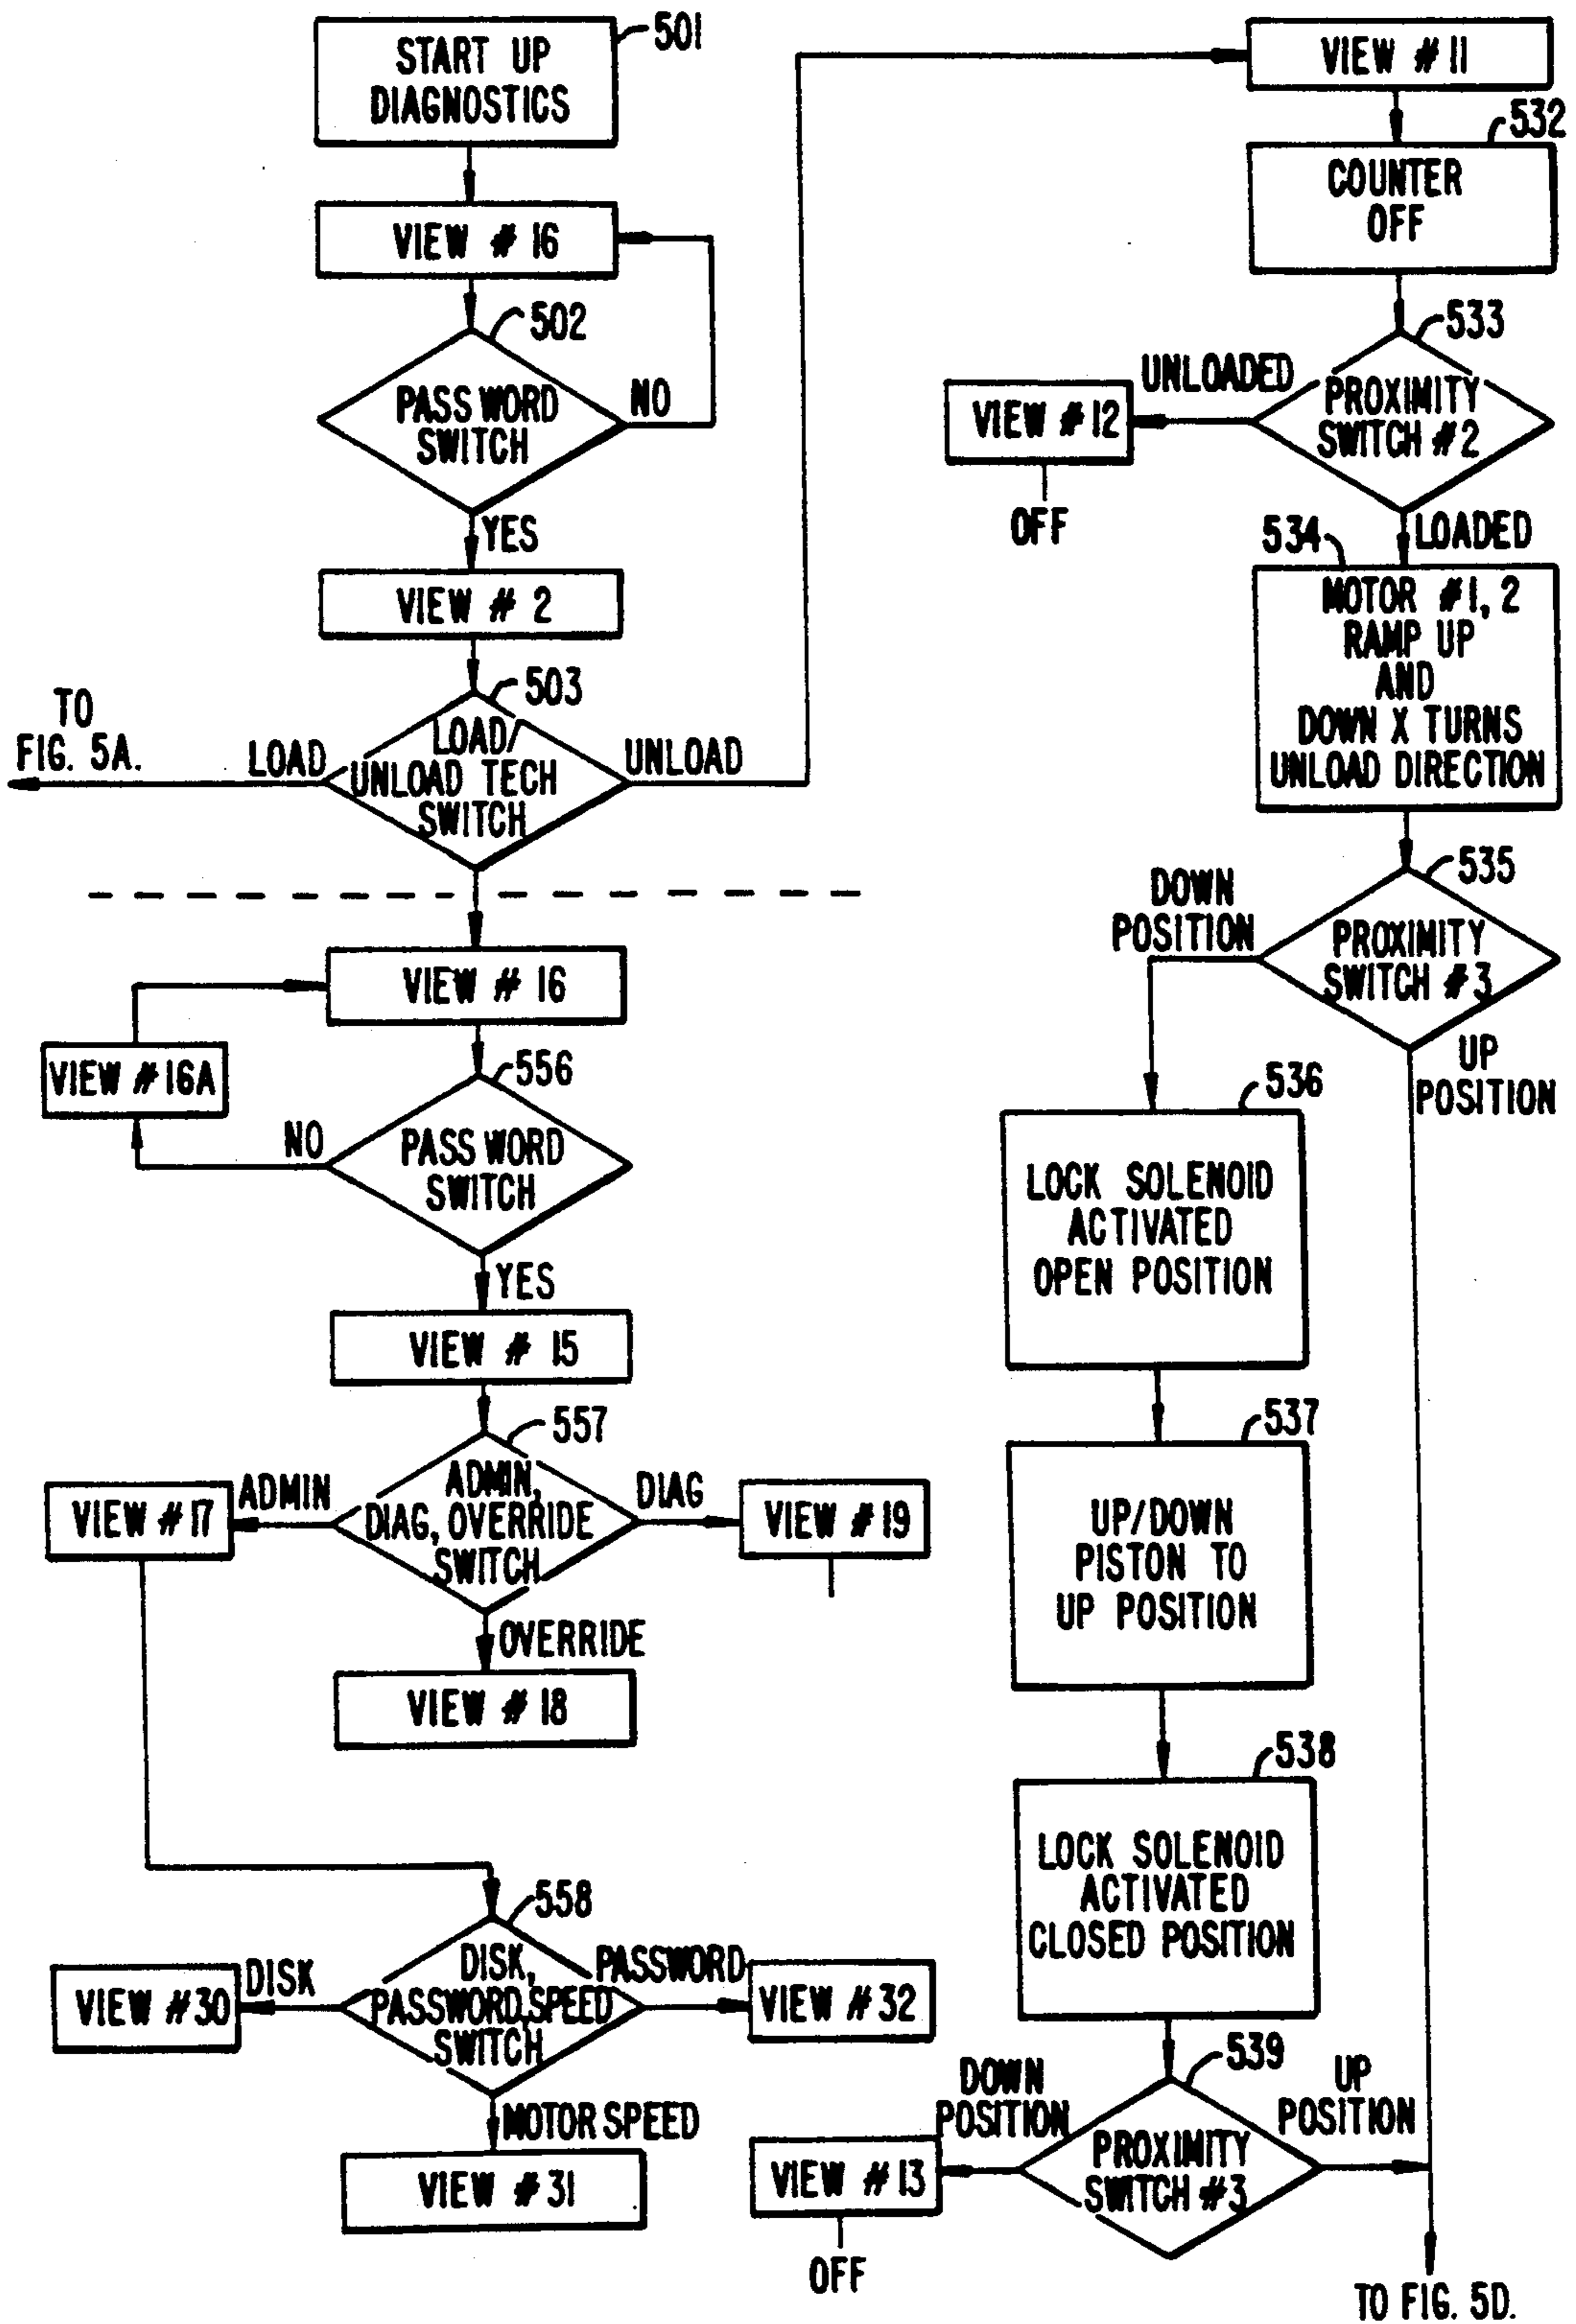 START UP
DIAGNOSTICS
501
VIEW # 16
502
PASS WORD
SWITCH
NO
YES
VIEW # 2
503
TO
FIG. 5A.
LOAD
LOAD/
UNLOAD TECH
SWITCH
UNLOAD
VIEW # 16
VIEW # 16A
556
NO
PASS WORD
SWITCH
YES
VIEW # 15
557
VIEW # 17
ADMIN
ADMIN,
DIAG, OVERRIDE
SWITCH
DIAG
VIEW # 19
OVERRIDE
VIEW # 18
558
VIEW # 30
DISK
DISK,
PASSWORD, SPEED
SWITCH
PASSWORD
VIEW # 32
MOTOR SPEED
VIEW # 31
VIEW # 11
532
COUNTER
OFF
533
UNLOADED
VIEW # 12
OFF
PROXIMITY
SWITCH # 2
LOADED
534
MOTOR # 1, 2
RAMP UP
AND
DOWN X TURNS
UNLOAD DIRECTION
535
DOWN
POSITION
PROXIMITY
SWITCH # 3
UP
POSITION
536
LOCK SOLENOID
ACTIVATED
OPEN POSITION
537
UP/DOWN
PISTON TO
UP POSITION
538
LOCK SOLENOID
ACTIVATED
CLOSED POSITION
539
DOWN
POSITION
VIEW # 13
OFF
PROXIMITY
SWITCH # 3
UP
POSITION
TO FIG. 5D.